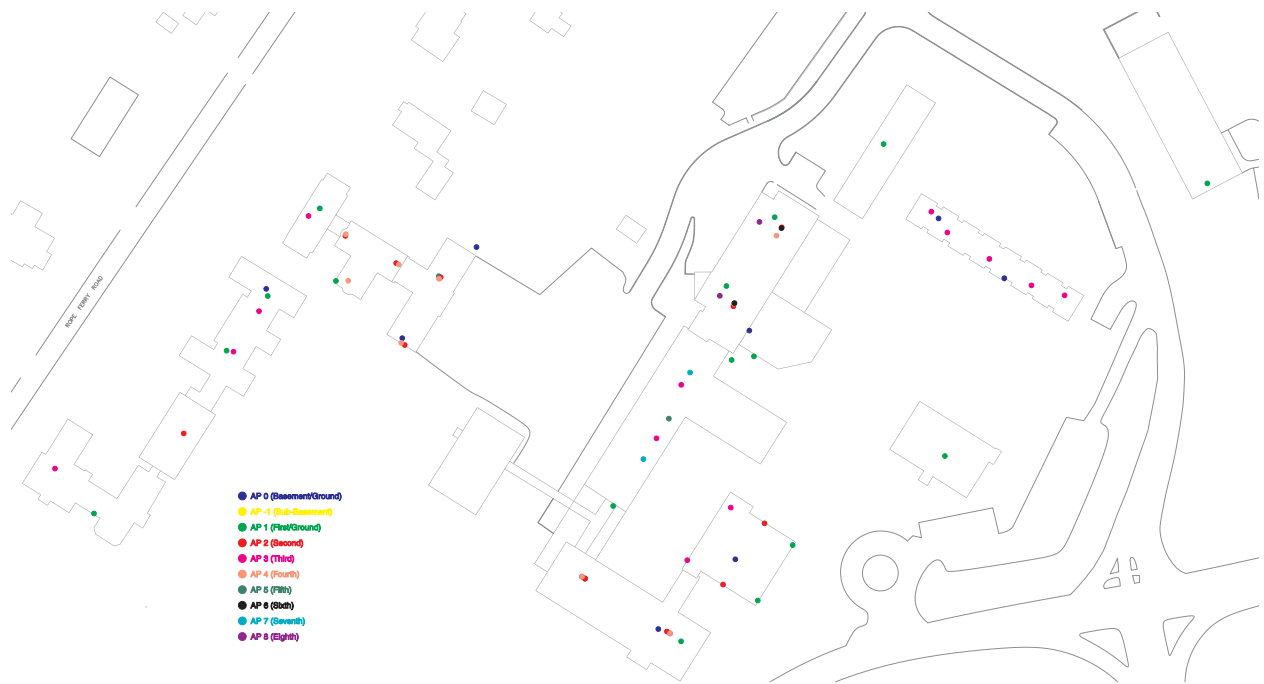 ROPE FERRY ROAD
AP 0 (Basement/Ground)
AP -1 (Sub-Basement)
AP 1 (First/Ground)
AP 2 (Second)
AP 3 (Third)
AP 4 (Fourth)
AP 5 (Fifth)
AP 6 (Sixth)
AP 7 (Seventh)
AP 8 (Eighth)